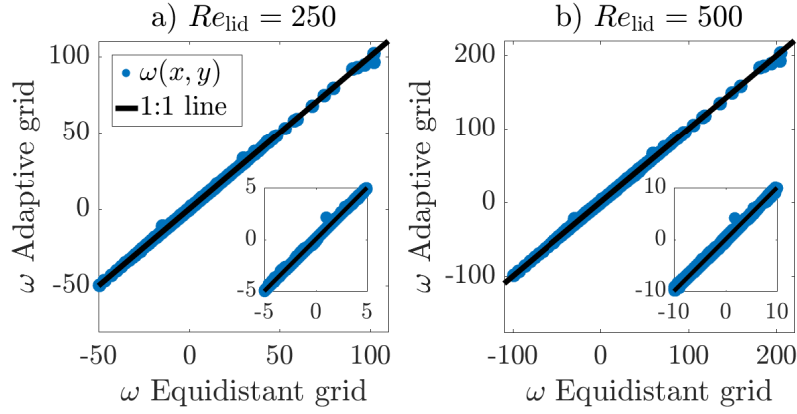 a) Re_lid = 250
100
50
0
-50
ω Adaptive grid
ω(x, y)
1:1 line
5
0
-5
-5 0 5
-50 0 50 100
ω Equidistant grid
b) Re_lid = 500
200
100
0
-100
ω Adaptive grid
10
0
-10
-10 0 10
-100 0 100 200
ω Equidistant grid